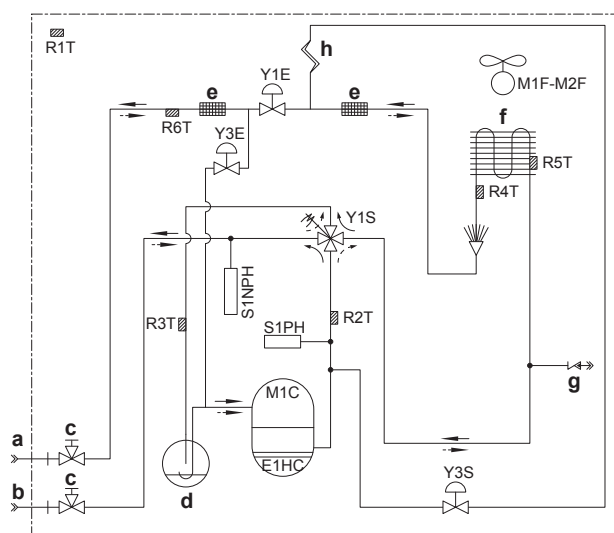 R1T
h
M1F-M2F
Y1E
e
e
f
R6T
Y3E
R5T
R4T
Y1S
S1NPH
R3T
R2T
S1PH
g
M1C
a
c
E1HC
d
Y3S
b
c